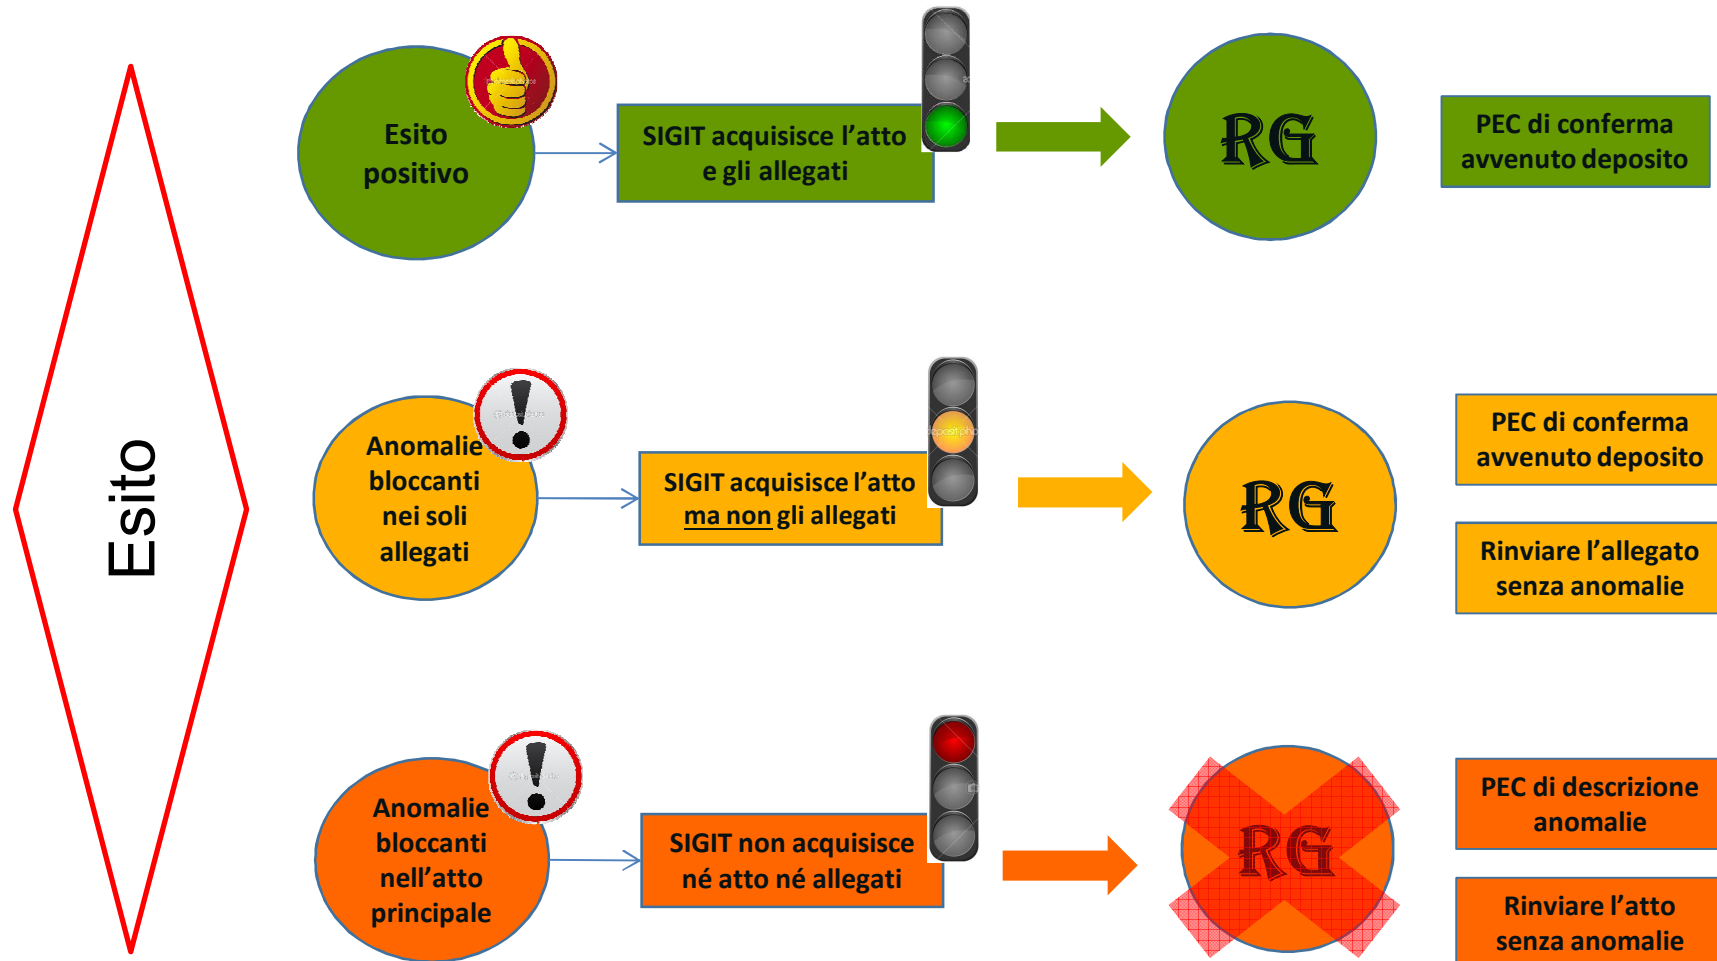 Esito
Esito
positivo
SIGIT acquisisce l’atto
e gli allegati
RG
PEC di conferma
avvenuto deposito
Anomalie
bloccanti
nei soli
allegati
SIGIT acquisisce l’atto
ma non gli allegati
RG
PEC di conferma
avvenuto deposito
Rinviare l’allegato
senza anomalie
Anomalie
bloccanti
nell’atto
principale
SIGIT non acquisisce
né atto né allegati
RG
PEC di descrizione
anomalie
Rinviare l’atto
senza anomalie